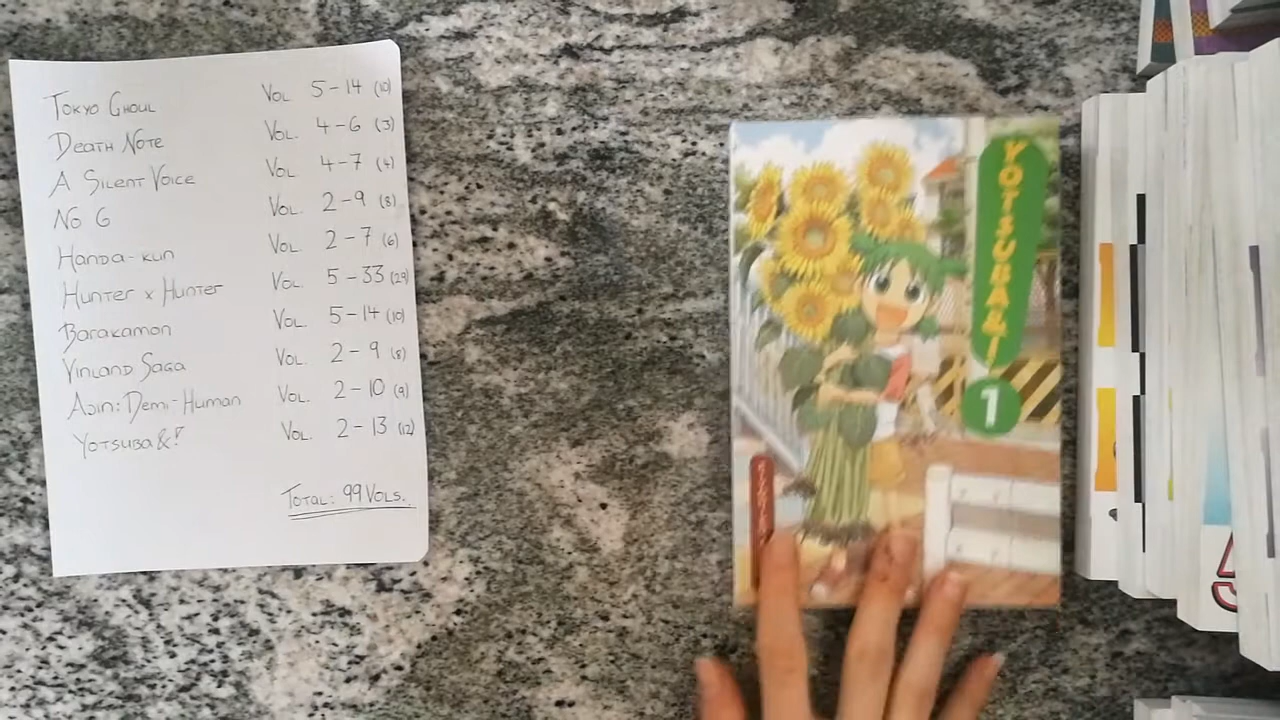 Tokyo Ghoul Vol 5-14 (10)
Death Note Vol. 4-6 (3)
A Silent Voice Vol 4-7 (4)
No 6 Vol. 2-9 (8)
Handa-kun Vol 2-7 (6)
Hunter x Hunter Vol. 5-33 (29)
Barakamon Vol. 5-14 (10)
Vinland Saga Vol. 2-9 (8)
Ajin: Demi-Human Vol. 2-10 (9)
Yotsuba&! Vol. 2-13 (12)
Total: 99 Vols.
YOTSUBA&!
1